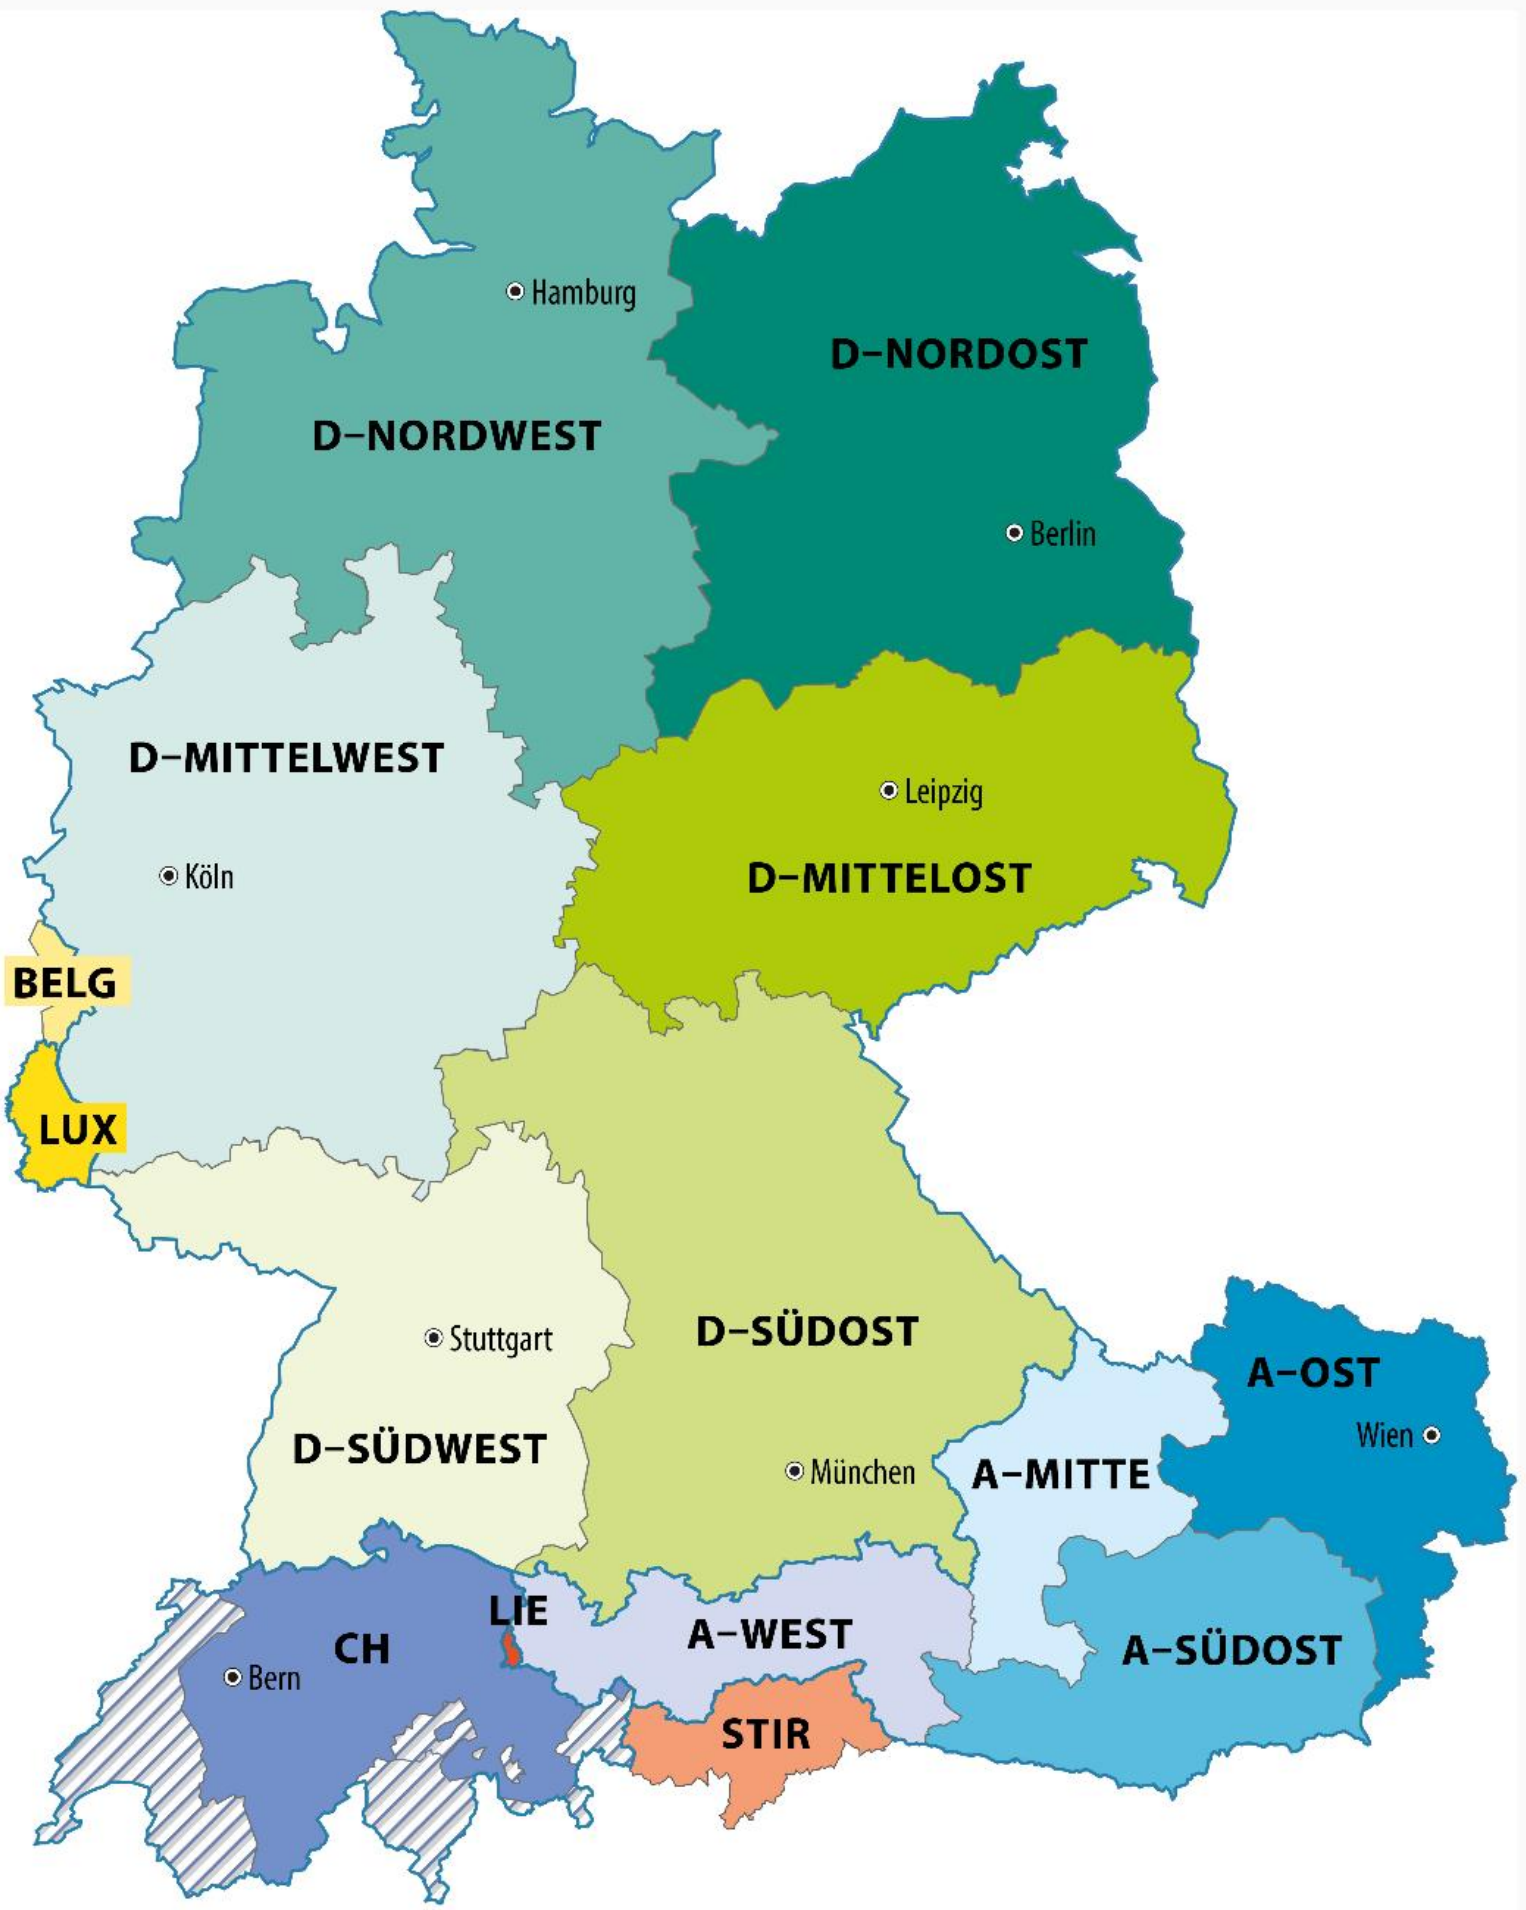 Hamburg
D–NORDOST
D–NORDWEST
Berlin
D–MITTELWEST
Leipzig
Köln
D–MITTELOST
BELG
LUX
D–SÜDOST
Stuttgart
A–OST
Wien
D–SÜDWEST
München
A–MITTE
LIE
A–WEST
CH
A–SÜDOST
Bern
STIR